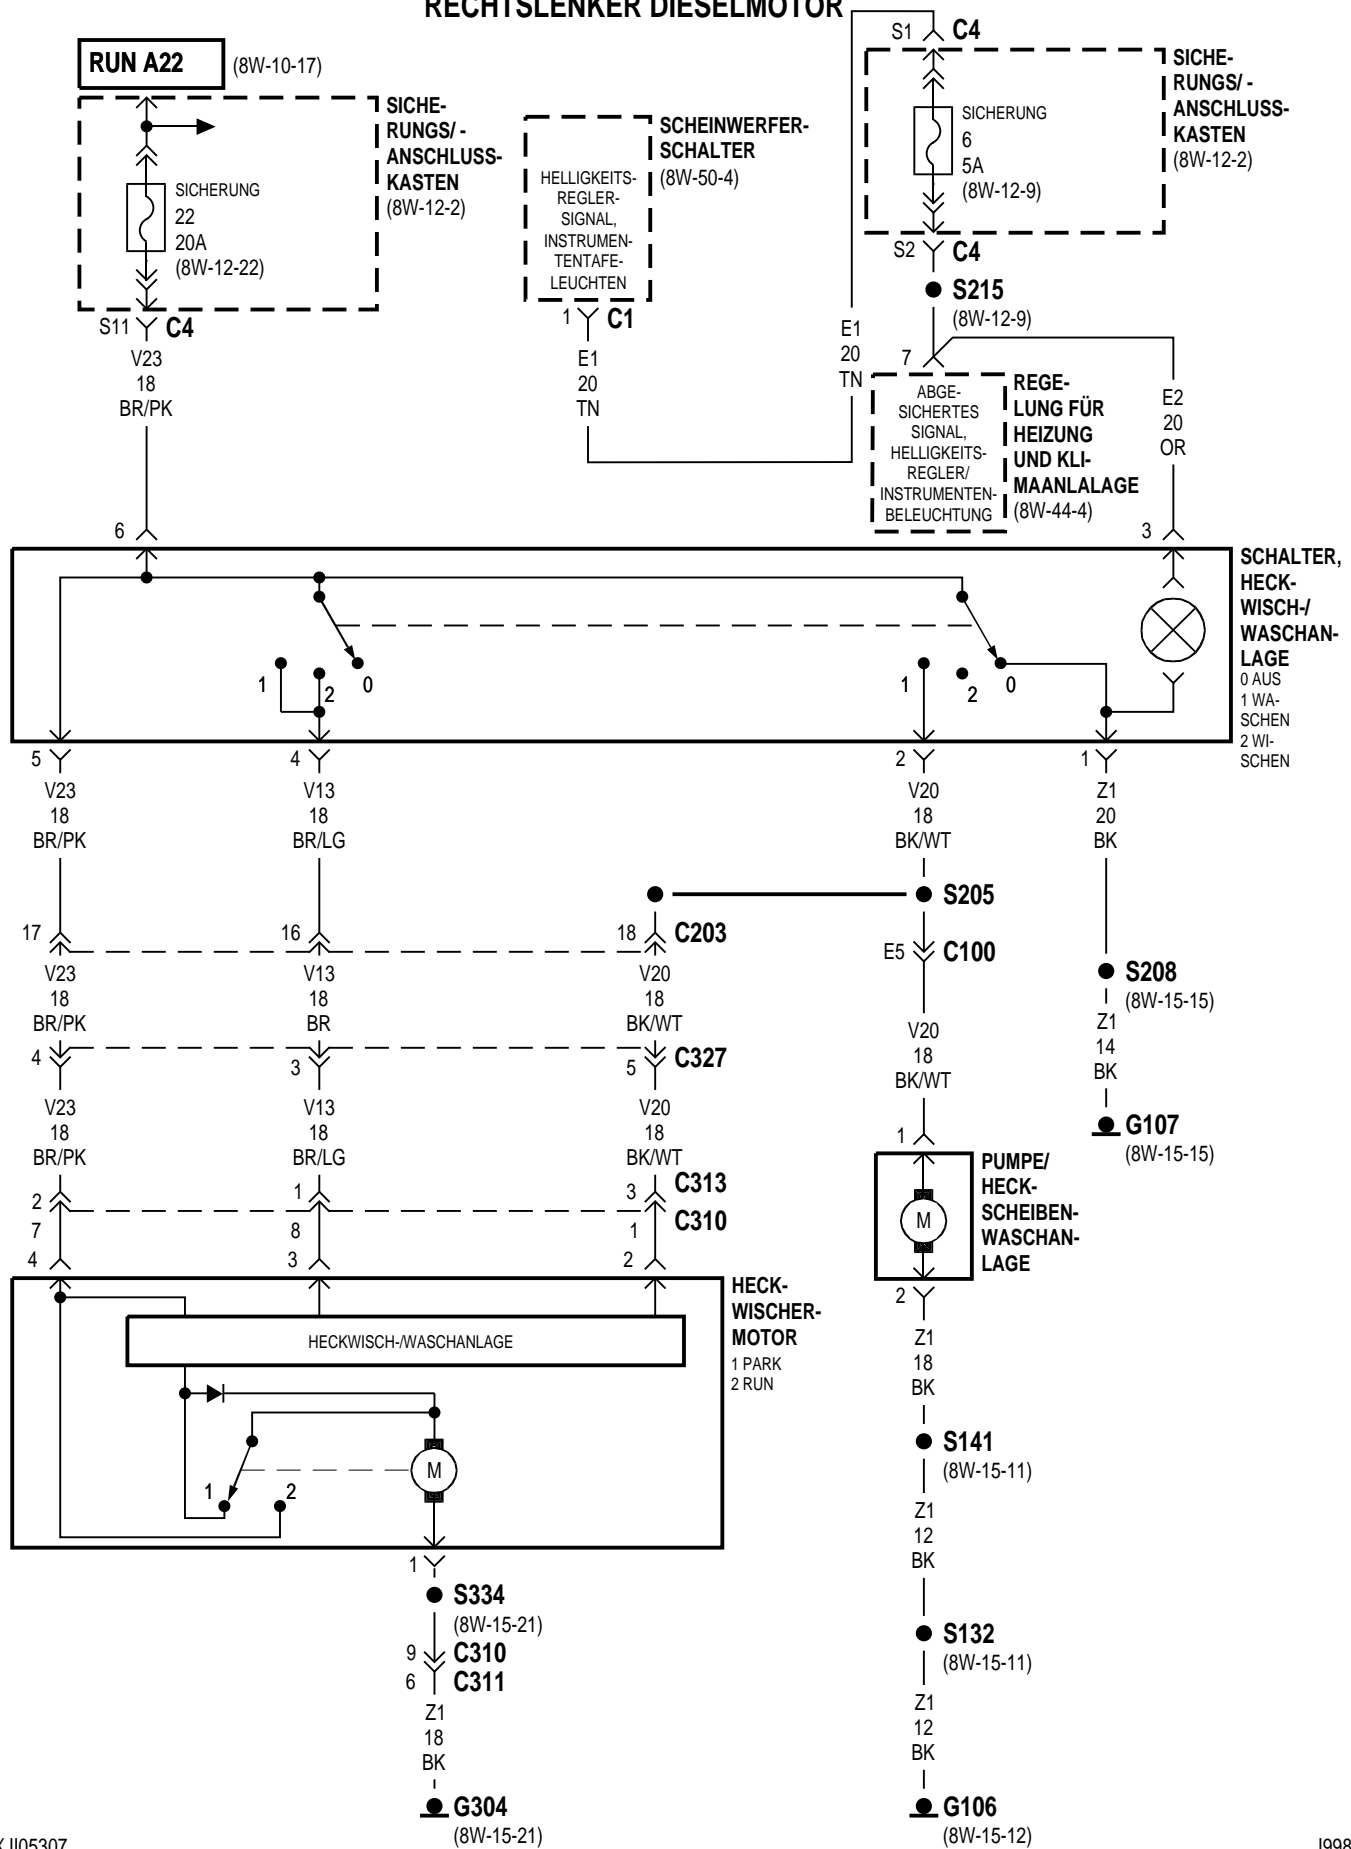 RECHTSLENKER DIESELMOTOR
RUN A22
(8W-10-17)
SICHE-
RUNGS/ -
ANSCHLUSS-
KASTEN
(8W-12-2)
SICHERUNG
22
20A
(8W-12-22)
S11
C4
V23
18
BR/PK
6
HELLIGKEITS-
REGLER-
SIGNAL,
INSTRUMEN-
TENTAFE-
LEUCHTEN
SCHEINWERFER-
SCHALTER
(8W-50-4)
1
C1
E1
20
TN
E1
20
TN
S1
C4
SICHERUNG
6
5A
(8W-12-9)
SICHE-
RUNGS/ -
ANSCHLUSS-
KASTEN
(8W-12-2)
S2
C4
S215
(8W-12-9)
7
ABGE-
SICHERTES
SIGNAL,
HELLIGKEITS-
REGLER/
INSTRUMENTEN-
BELEUCHTUNG
REGE-
LUNG FÜR
HEIZUNG
UND KLI-
MAANLALAGE
(8W-44-4)
E2
20
OR
3
SCHALTER,
HECK-
WISCH-/
WASCHAN-
LAGE
0 AUS
1 WA-
SCHEN
2 WI-
SCHEN
1
2
0
1
2
0
5
4
2
1
V23
18
BR/PK
V13
18
BR/LG
V20
18
BK/WT
Z1
20
BK
S205
17
16
18
C203
E5
C100
S208
(8W-15-15)
V23
18
BR/PK
V13
18
BR
V20
18
BK/WT
V20
18
BK/WT
Z1
14
BK
4
3
5
C327
G107
(8W-15-15)
V23
18
BR/PK
V13
18
BR/LG
V20
18
BK/WT
2
1
3
C313
7
8
1
C310
4
3
2
1
M
PUMPE/
HECK-
SCHEIBEN-
WASCHAN-
LAGE
2
HECKWISCH-/WASCHANLAGE
HECK-
WISCHER-
MOTOR
1 PARK
2 RUN
1
2
M
Z1
18
BK
S141
(8W-15-11)
Z1
12
BK
1
S334
(8W-15-21)
9
C310
6
C311
Z1
18
BK
G304
(8W-15-21)
S132
(8W-15-11)
Z1
12
BK
G106
(8W-15-12)
J998